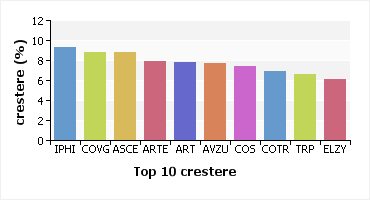 crestere (%)
12
10
8
6
4
2
0
IPHI COVG ASCE ARTE ART AVZU COS COTR TRP ELZY
Top 10 crestere